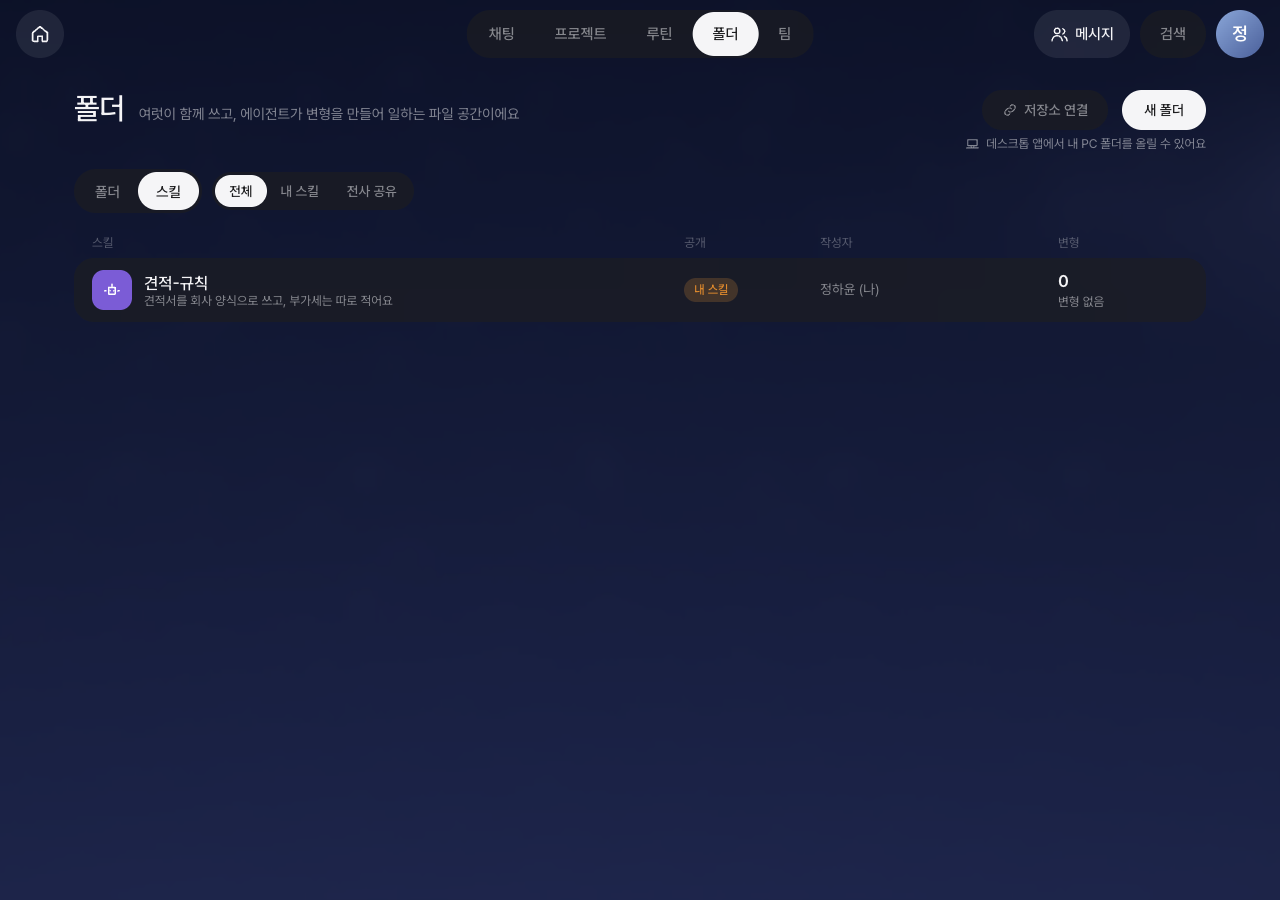 채팅 프로젝트 루틴 폴더 팀 메시지 검색 정
폴더 여럿이 함께 쓰고, 에이전트가 변형을 만들어 일하는 파일 공간이에요 저장소 연결 새 폴더
데스크톱 앱에서 내 PC 폴더를 올릴 수 있어요
폴더 스킬 전체 내 스킬 전사 공유
스킬 공개 작성자 변형
견적-규칙 내 스킬 정하윤 (나) 0
견적서를 회사 양식으로 쓰고, 부가세는 따로 적어요 변형 없음